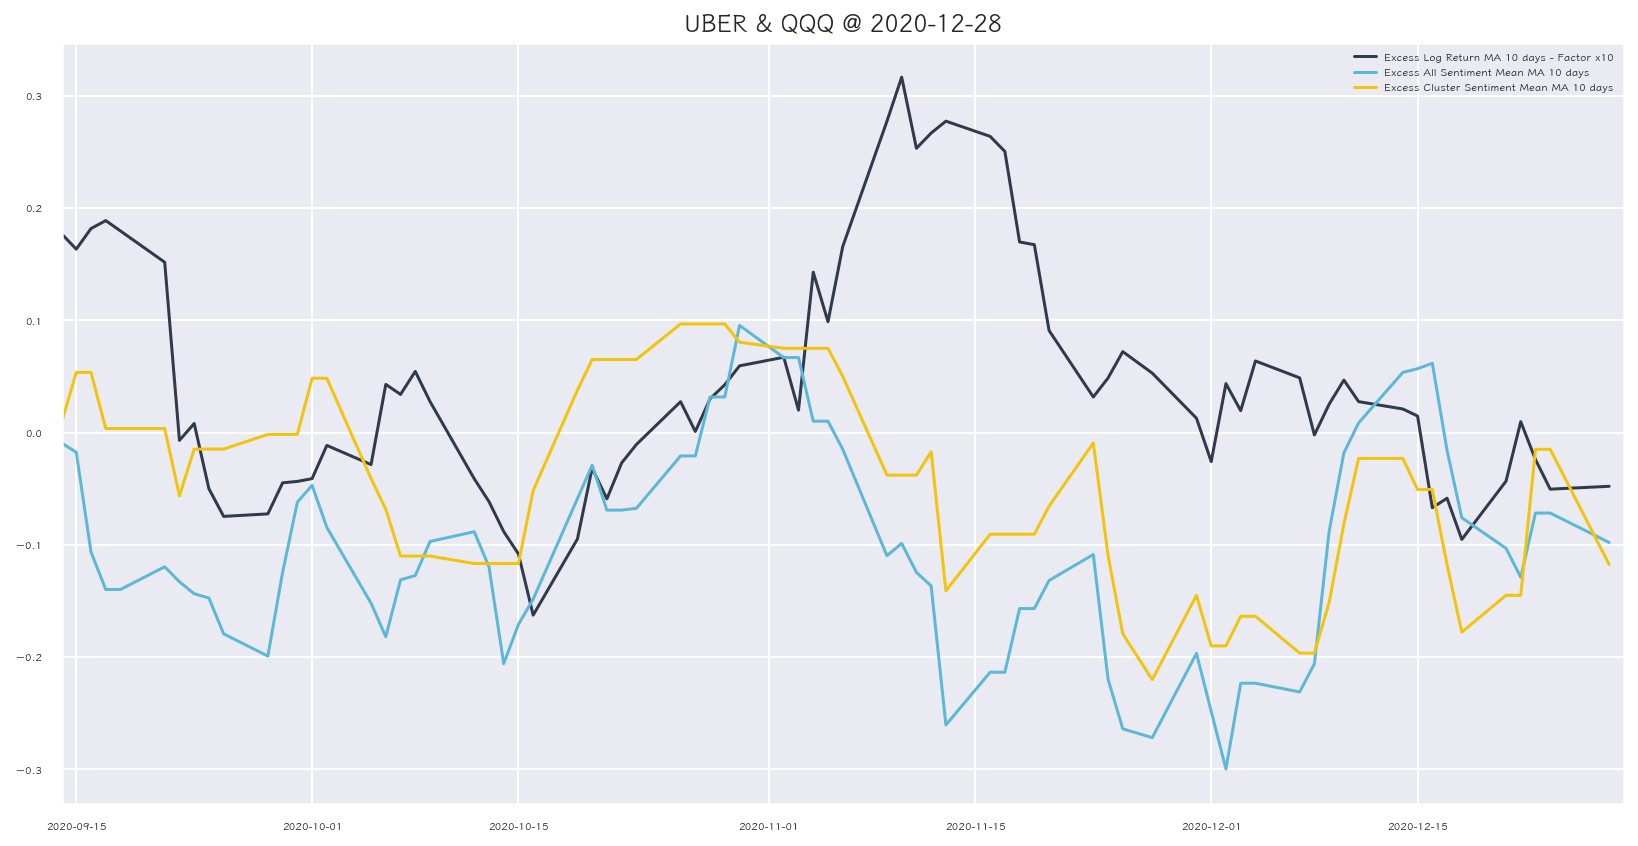 UBER & QQQ @ 2020-12-28
Excess Log Return MA 10 days - Factor x10
Excess All Sentiment Mean MA 10 days
Excess Cluster Sentiment Mean MA 10 days
0.3
0.2
0.1
0.0
−0.1
−0.2
−0.3
2020-09-15 2020-10-01 2020-10-15 2020-11-01 2020-11-15 2020-12-01 2020-12-15